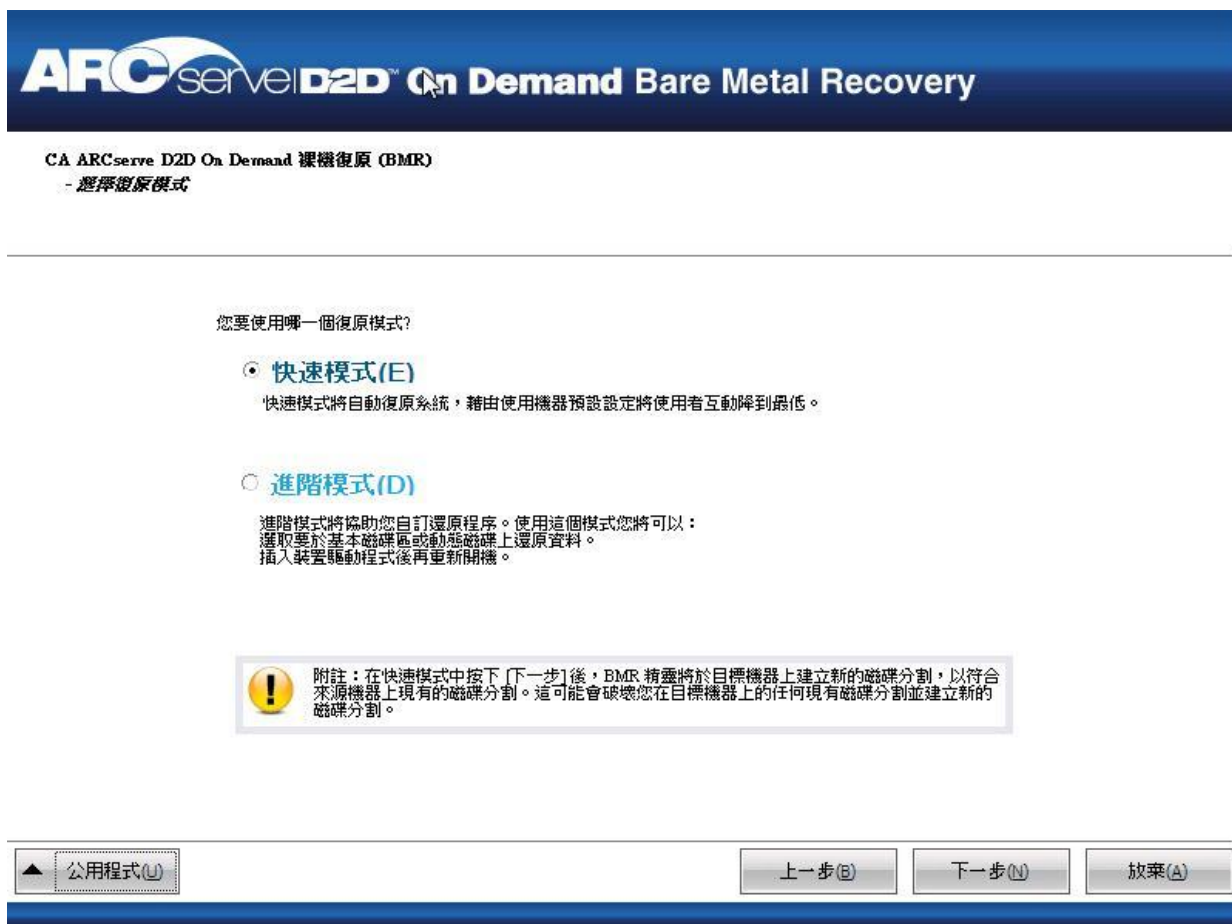 ARCserve D2D™ On Demand Bare Metal Recovery
CA ARCserve D2D On Demand 裸機復原 (BMR)
- 選擇復原模式
您要使用哪一個復原模式?
快速模式(E)
快速模式將自動復原系統，藉由使用機器預設設定將使用者互動降到最低。
進階模式(D)
進階模式將協助您自訂還原程序。使用這個模式您將可以：
選取要於基本磁碟區或動態磁碟上還原資料。
插入裝置驅動程式後再重新開機。
附註：在快速模式中按下 [下一步] 後，BMR 精靈將於目標機器上建立新的磁碟分割，以符合
來源機器上現有的磁碟分割。這可能會破壞您在目標機器上的任何現有磁碟分割並建立新的
磁碟分割。
公用程式(U)
上一步(B)
下一步(N)
放棄(A)